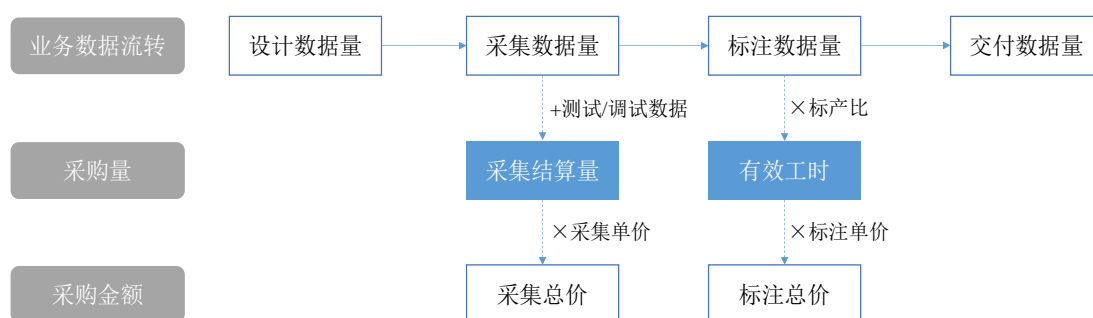 业务数据流转
设计数据量
采集数据量
标注数据量
交付数据量
+测试/调试数据
×标产比
采购量
采集结算量
有效工时
×采集单价
×标注单价
采购金额
采集总价
标注总价